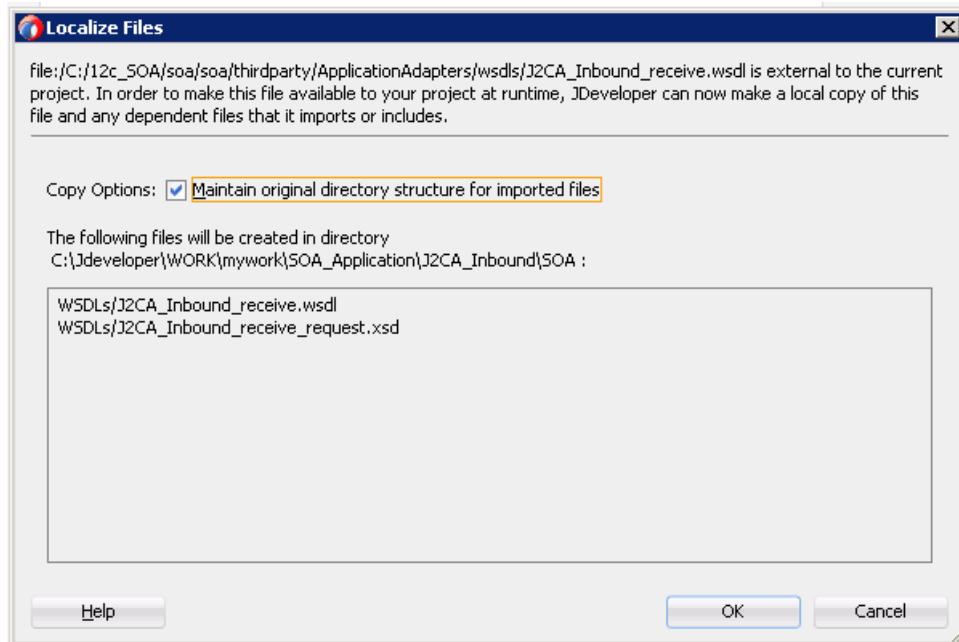 Localize Files
file:/C:/12c_SOA/soa/soa/thirdparty/ApplicationAdapters/wsdls/J2CA_Inbound_receive.wsdl is external to the current
project. In order to make this file available to your project at runtime, JDeveloper can now make a local copy of this
file and any dependent files that it imports or includes.
Copy Options: Maintain original directory structure for imported files
The following files will be created in directory
C:\Jdeveloper\WORK\mywork\SOA_Application\J2CA_Inbound\SOA :
WSDLs/J2CA_Inbound_receive.wsdl
WSDLs/J2CA_Inbound_receive_request.xsd
Help OK Cancel